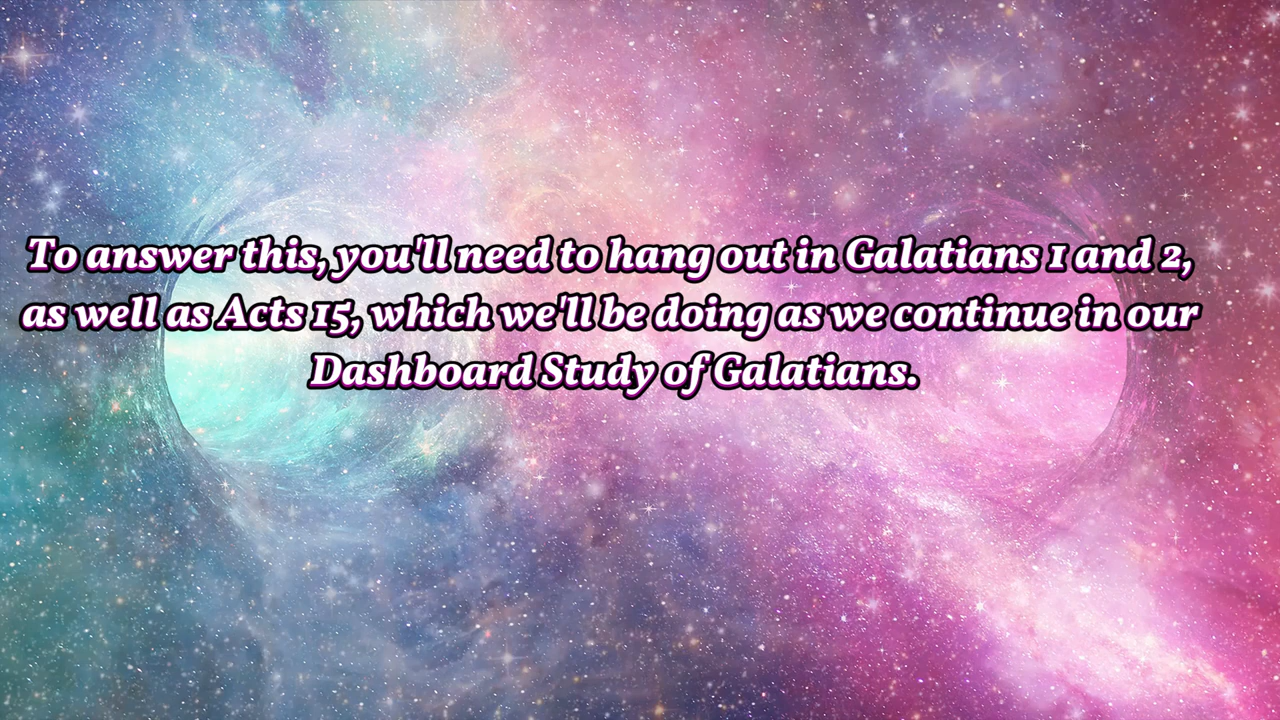 To answer this, you'll need to hang out in Galatians 1 and 2,
as well as Acts 15, which we'll be doing as we continue in our
Dashboard Study of Galatians.